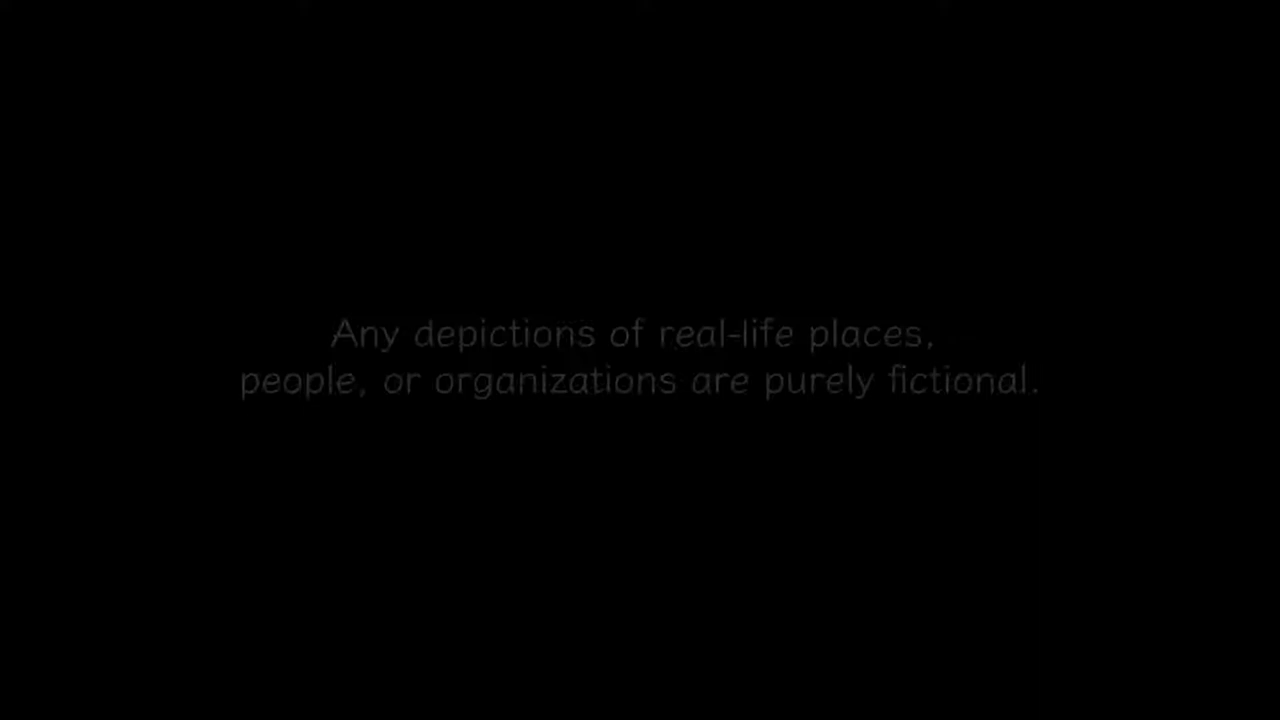 Any depictions of real-life places,
people, or organizations are purely fictional.